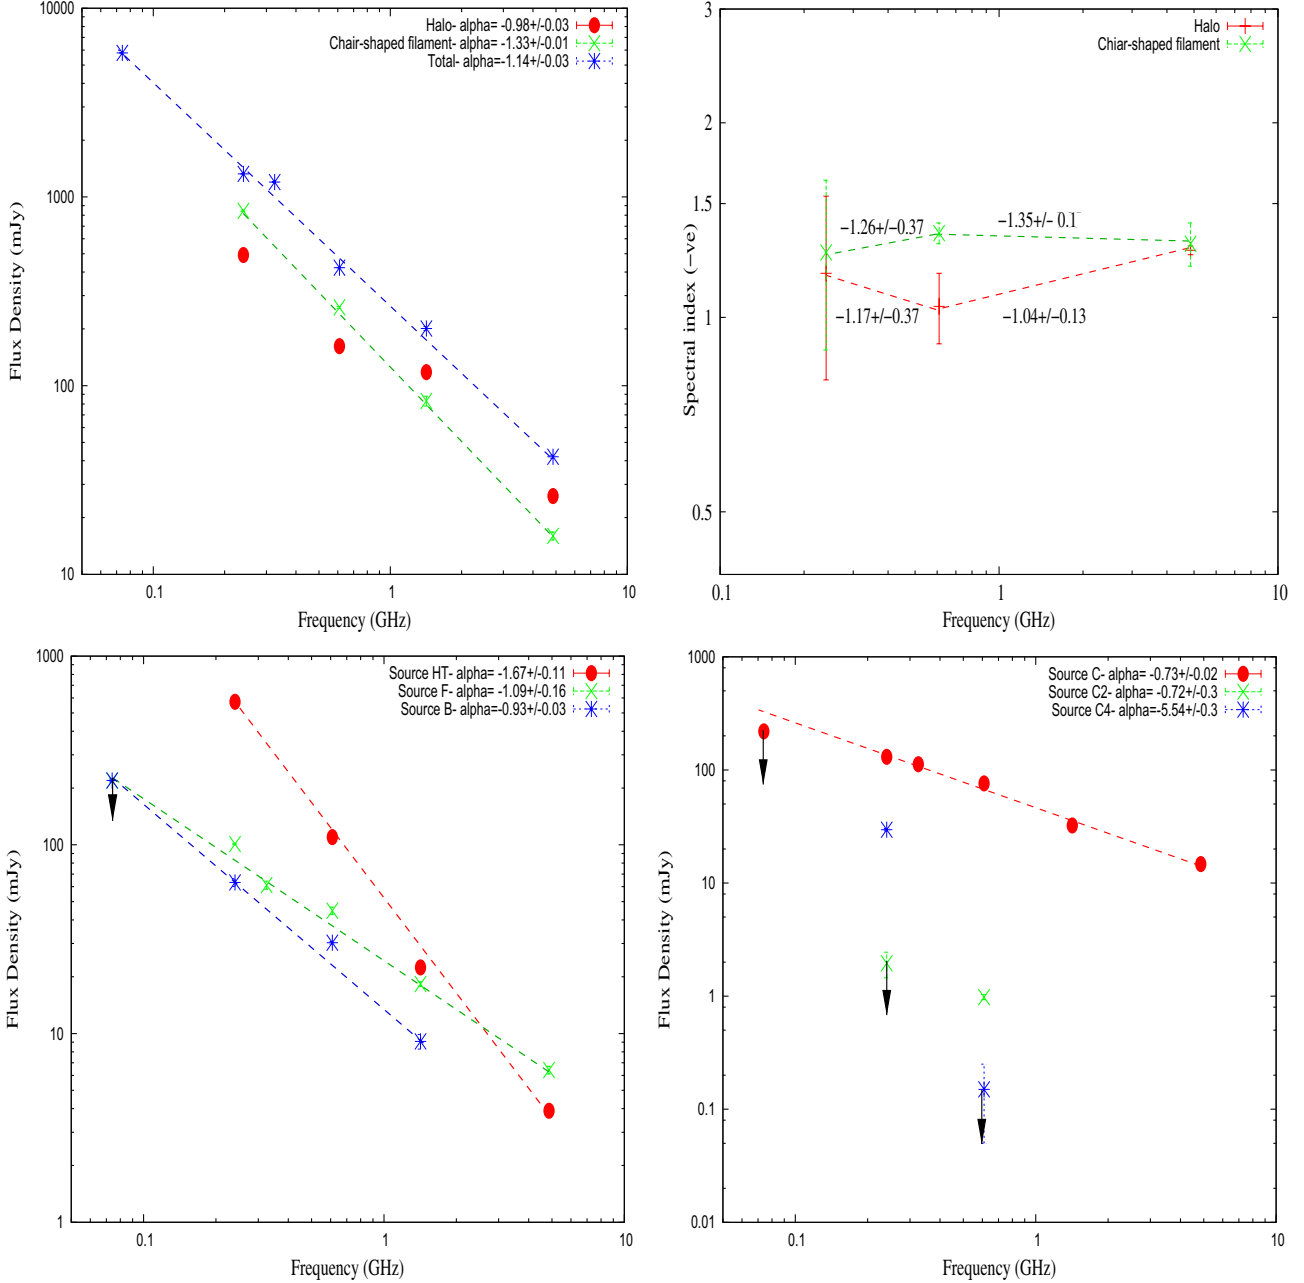 10000
1000
100
10
0.1
1
10
Flux Density (mJy)
Frequency (GHz)
Halo- alpha= -0.98+/-0.03
Chair-shaped filament- alpha= -1.33+/-0.01
Total- alpha=-1.14+/-0.03
3
2
1.5
1
0.5
0.1
1
10
Spectral index (-ve)
Frequency (GHz)
Halo
Chiar-shaped filament
-1.26+/-0.37
-1.35+/- 0.1
-1.17+/-0.37
-1.04+/-0.13
1000
100
10
1
0.1
1
10
Flux Density (mJy)
Frequency (GHz)
Source HT- alpha= -1.67+/-0.11
Source F- alpha= -1.09+/-0.16
Source B- alpha=-0.93+/-0.03
1000
100
10
1
0.1
0.01
0.1
1
10
Flux Density (mJy)
Frequency (GHz)
Source C- alpha= -0.73+/-0.02
Source C2- alpha= -0.72+/-0.3
Source C4- alpha=-5.54+/-0.3